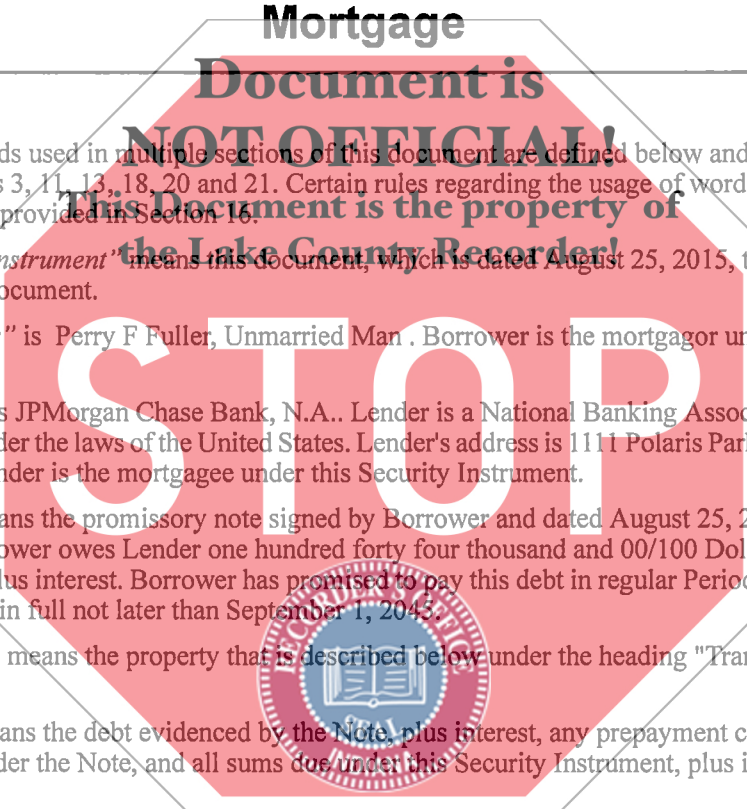 Mortgage
Document is
NOT OFFICIAL!
This Document is the property of
the Lake County Recorder!
STOP
ds used in multiple sections of this document are defined below and
s 3, 11, 13, 18, 20 and 21. Certain rules regarding the usage of word
provided in Section 16.
nstrument" means this document, which is dated August 25, 2015, t
ocument.
" is Perry F Fuller, Unmarried Man . Borrower is the mortgagor un
s JPMorgan Chase Bank, N.A.. Lender is a National Banking Assoc
der the laws of the United States. Lender's address is 1111 Polaris Par
nder is the mortgagee under this Security Instrument.
ans the promissory note signed by Borrower and dated August 25, 2
ower owes Lender one hundred forty four thousand and 00/100 Dol
lus interest. Borrower has promised to pay this debt in regular Perio
in full not later than September 1, 2045.
means the property that is described below under the heading "Tran
ans the debt evidenced by the Note, plus interest, any prepayment c
der the Note, and all sums due under this Security Instrument, plus i
RECORDER'S OFFICE
SEAL